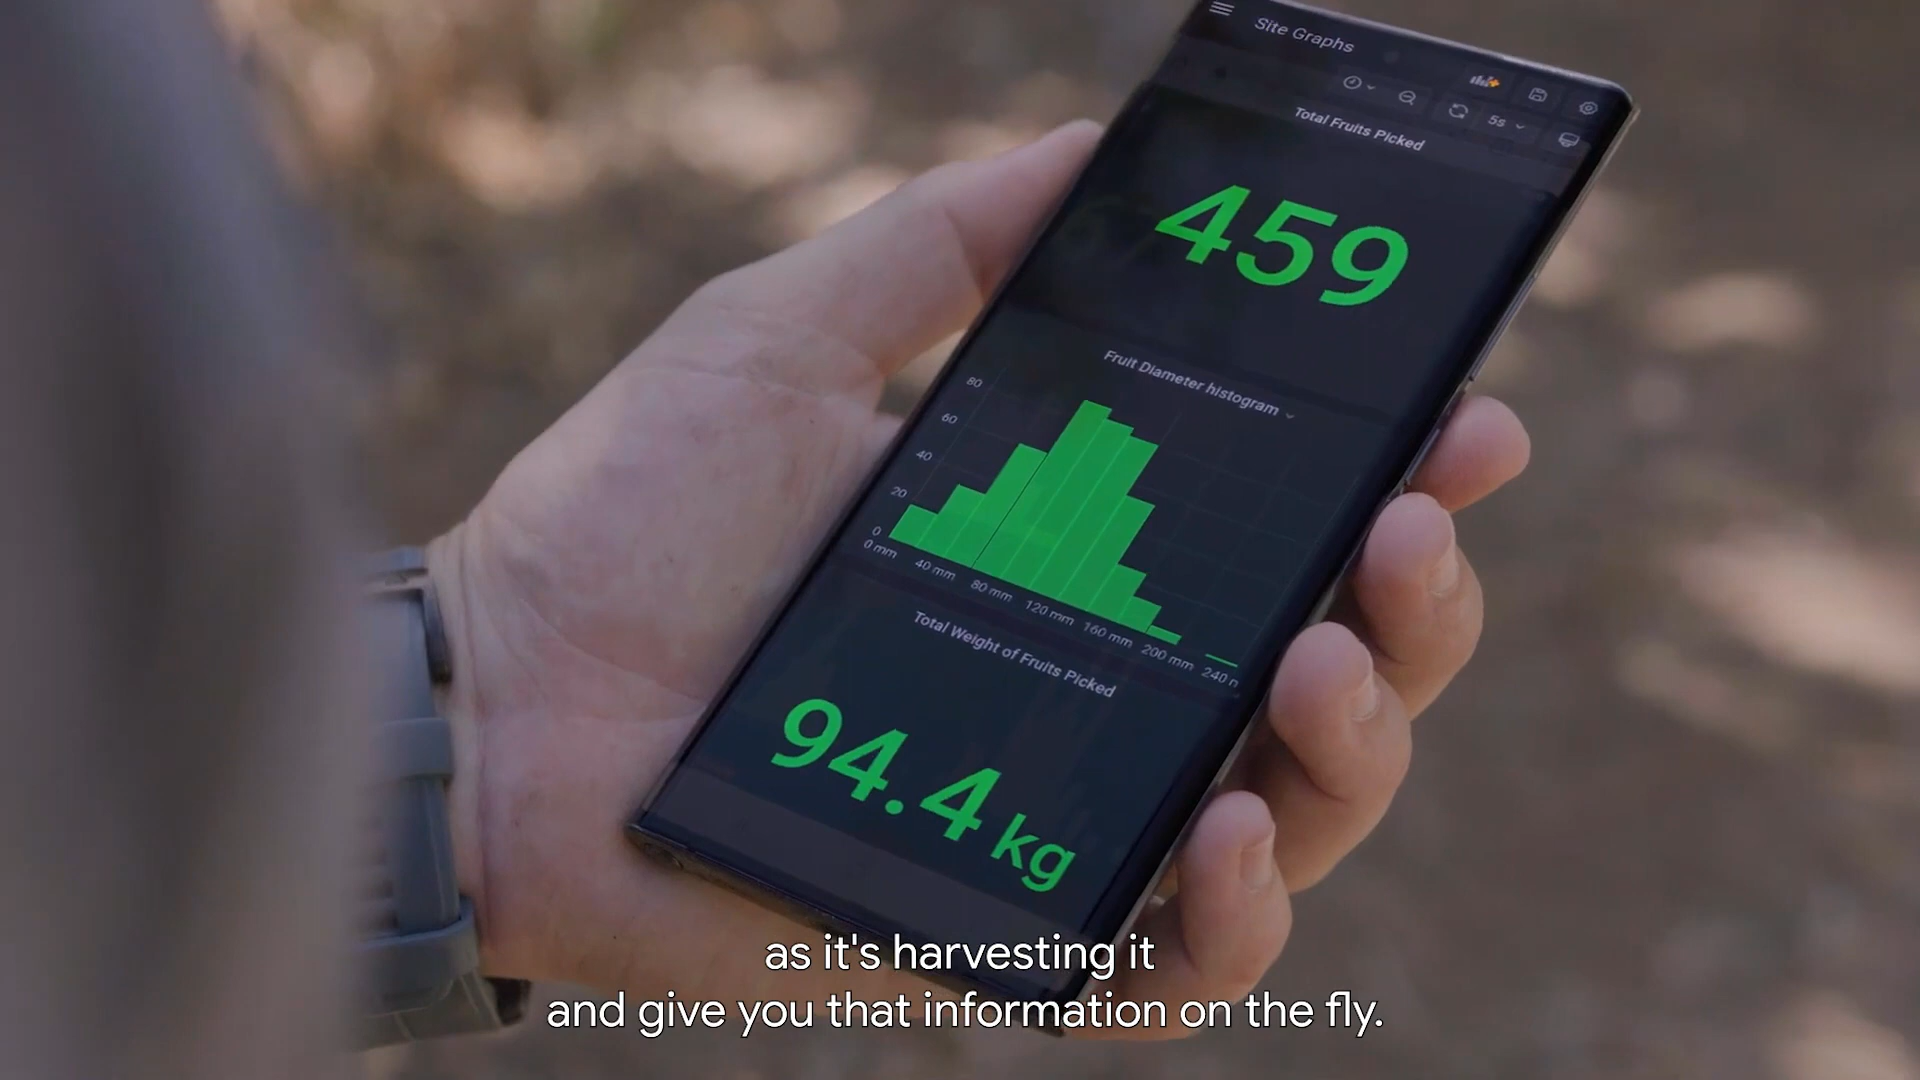 Site Graphs
5s
Total Fruits Picked
459
Fruit Diameter histogram
80
60
40
20
0
0 mm
40 mm
80 mm
120 mm
160 mm
200 mm
240 n
Total Weight of Fruits Picked
94.4 kg
as it's harvesting it
and give you that information on the fly.